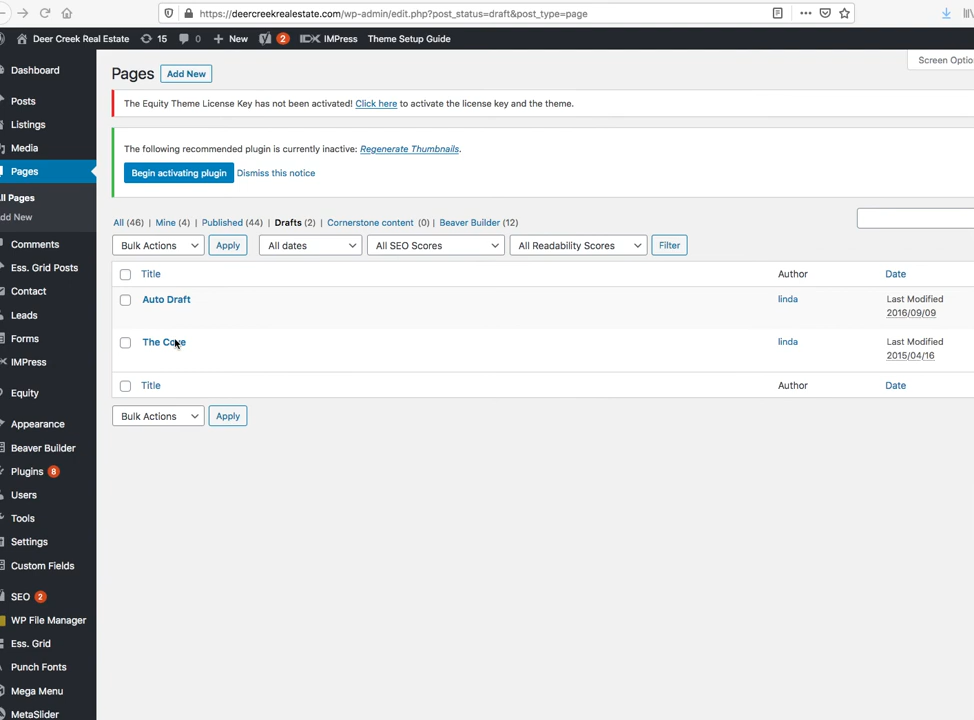 https://deercreekrealestate.com/wp-admin/edit.php?post_status=draft&post_type=page
Deer Creek Real Estate 15 0 New 2 IDX IMPress Theme Setup Guide
Screen Optio
Dashboard
Posts
Listings
Media
Pages
ll Pages
dd New
Comments
Ess. Grid Posts
Contact
Leads
Forms
IMPress
Equity
Appearance
Beaver Builder
Plugins 8
Users
Tools
Settings
Custom Fields
SEO 2
WP File Manager
Ess. Grid
Punch Fonts
Mega Menu
MetaSlider
Pages Add New
The Equity Theme License Key has not been activated! Click here to activate the license key and the theme.
The following recommended plugin is currently inactive: Regenerate Thumbnails.
Begin activating plugin Dismiss this notice
All (46) | Mine (4) | Published (44) | Drafts (2) | Cornerstone content (0) | Beaver Builder (12)
Bulk Actions Apply All dates All SEO Scores All Readability Scores Filter
Title Author Date
Auto Draft linda Last Modified
2016/09/09
The linda Last Modified
2015/04/16
Title Author Date
Bulk Actions Apply